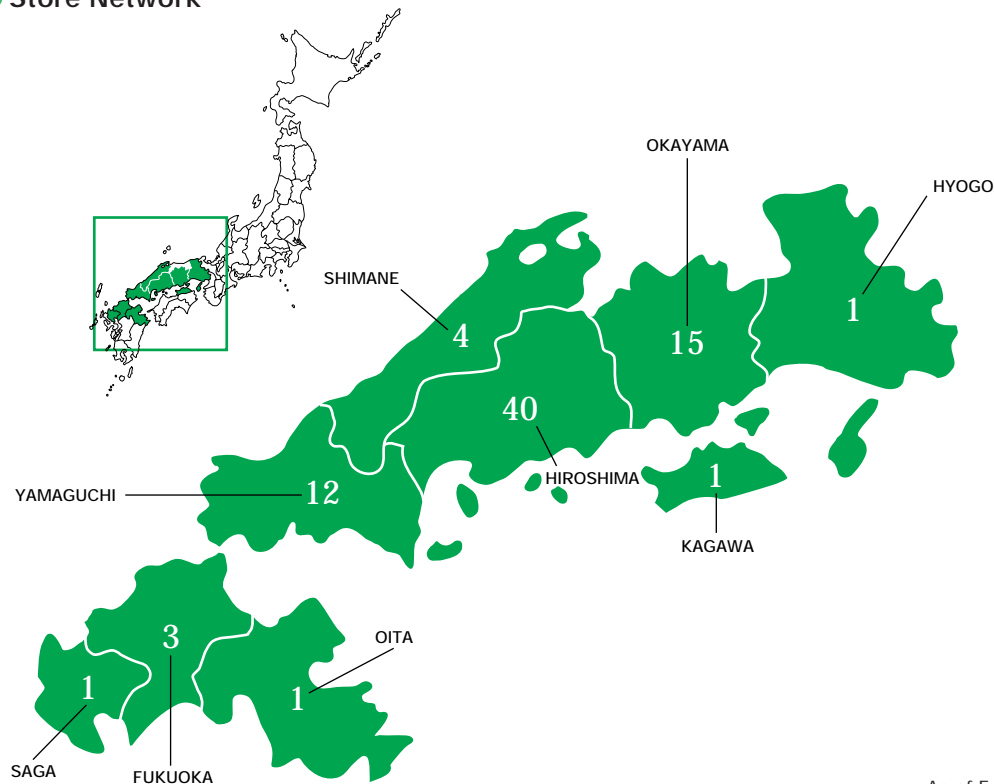 Store Network
OKAYAMA
HYOGO
SHIMANE
1
4
15
40
HIROSHIMA
YAMAGUCHI
12
1
KAGAWA
3
OITA
1
1
SAGA
FUKUOKA